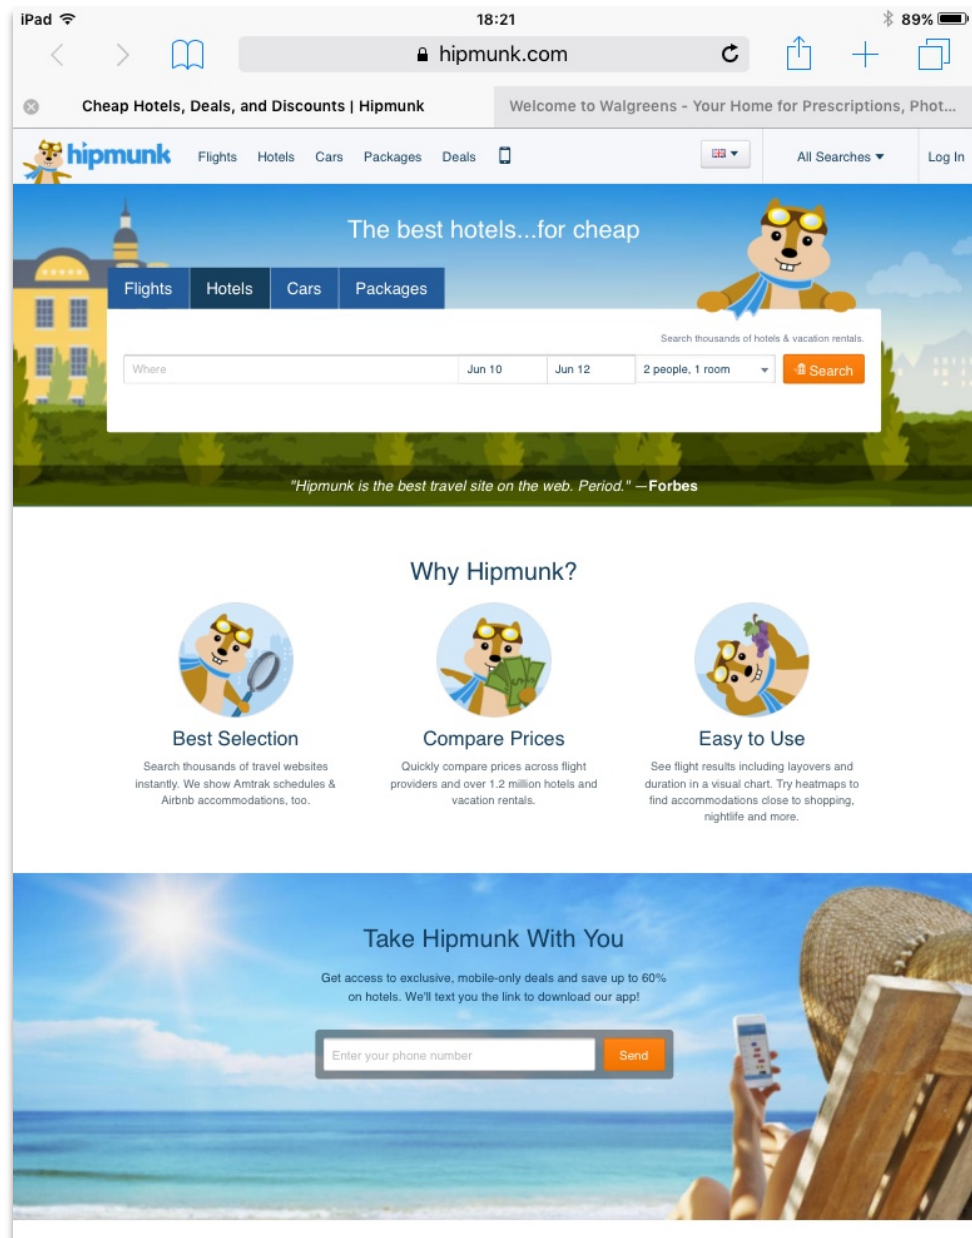 iPad 18:21 89%
hipmunk.com
Cheap Hotels, Deals, and Discounts | Hipmunk Welcome to Walgreens - Your Home for Prescriptions, Phot...
hipmunk Flights Hotels Cars Packages Deals All Searches Log In
The best hotels...for cheap
Flights Hotels Cars Packages
Search thousands of hotels & vacation rentals.
Where Jun 10 Jun 12 2 people, 1 room Search
"Hipmunk is the best travel site on the web. Period." —Forbes
Why Hipmunk?
Best Selection
Search thousands of travel websites
instantly. We show Amtrak schedules &
Airbnb accommodations, too.
Compare Prices
Quickly compare prices across flight
providers and over 1.2 million hotels and
vacation rentals.
Easy to Use
See flight results including layovers and
duration in a visual chart. Try heatmaps to
find accommodations close to shopping,
nightlife and more.
Take Hipmunk With You
Get access to exclusive, mobile-only deals and save up to 60%
on hotels. We'll text you the link to download our app!
Enter your phone number Send